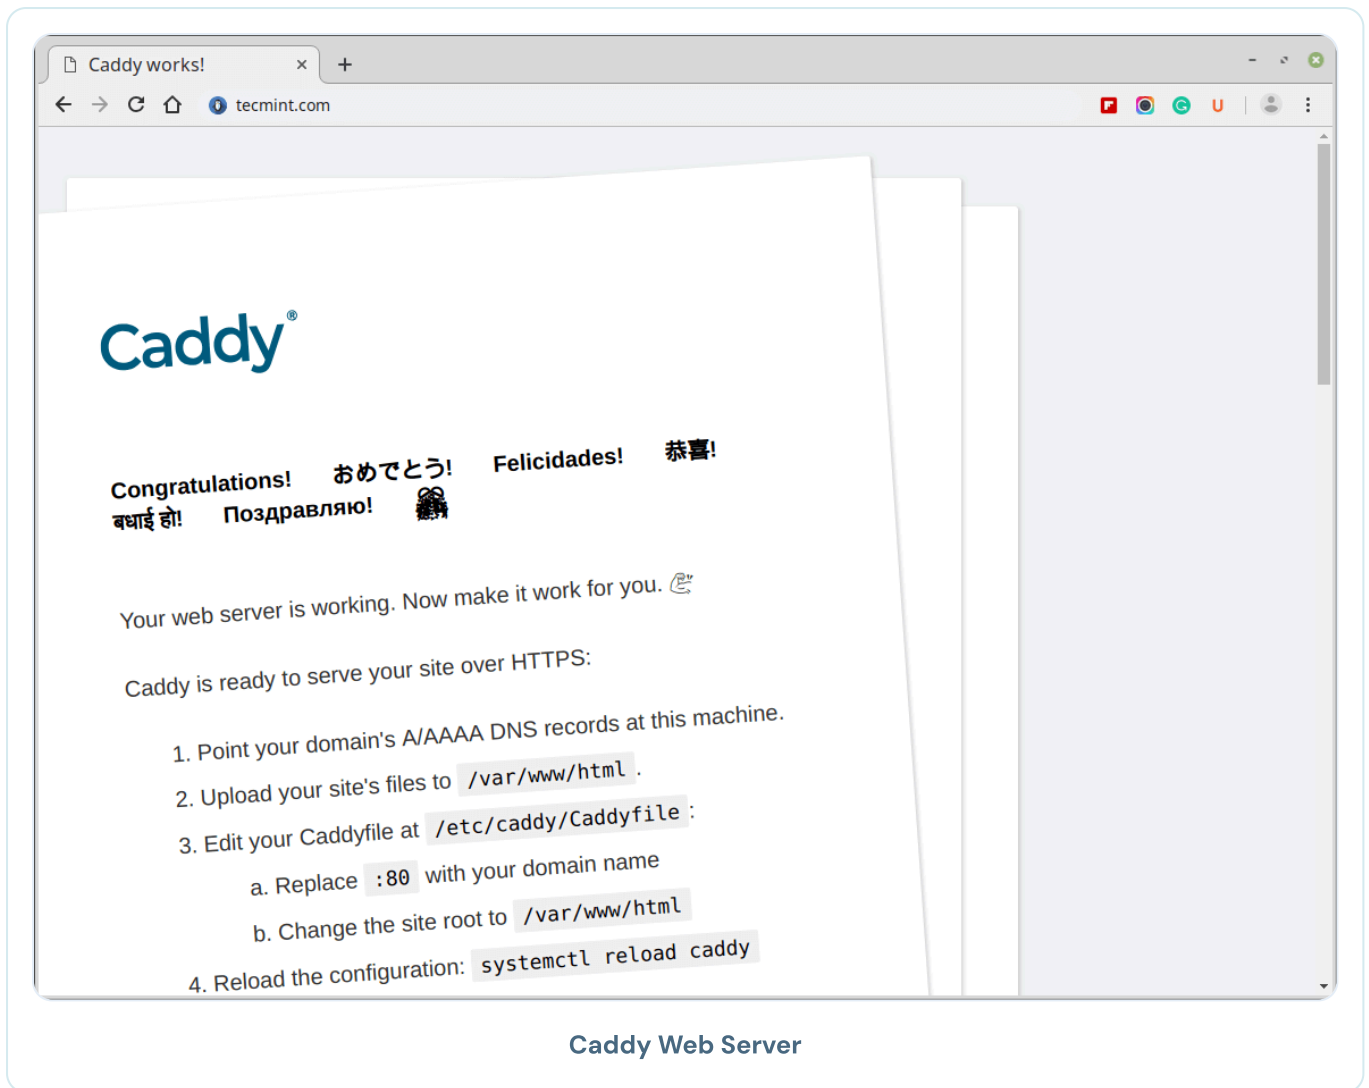 Caddy works!
tecmint.com
Caddy®
Congratulations! おめでとう! Felicidades! 恭喜!
बधाई हो! Поздравляю!
Your web server is working. Now make it work for you.
Caddy is ready to serve your site over HTTPS:
1. Point your domain's A/AAAA DNS records at this machine.
2. Upload your site's files to /var/www/html.
3. Edit your Caddyfile at /etc/caddy/Caddyfile:
a. Replace :80 with your domain name
b. Change the site root to /var/www/html
4. Reload the configuration: systemctl reload caddy
Caddy Web Server